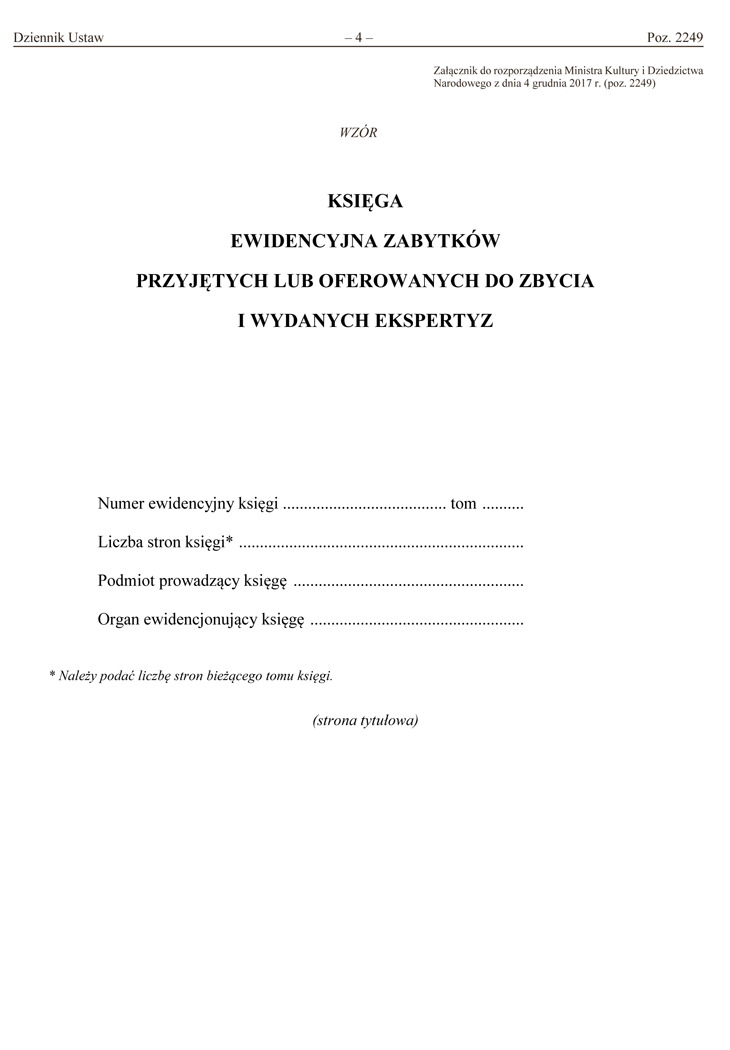 Dziennik Ustaw – 4 – Poz. 2249
Załącznik do rozporządzenia Ministra Kultury i Dziedzictwa
Narodowego z dnia 4 grudnia 2017 r. (poz. 2249)
WZÓR
KSIĘGA
EWIDENCYJNA ZABYTKÓW
PRZYJĘTYCH LUB OFEROWANYCH DO ZBYCIA
I WYDANYCH EKSPERTYZ
Numer ewidencyjny księgi ....................................... tom ..........
Liczba stron księgi* ....................................................................
Podmiot prowadzący księgę .......................................................
Organ ewidencjonujący księgę ...................................................
* Należy podać liczbę stron bieżącego tomu księgi.
(strona tytułowa)